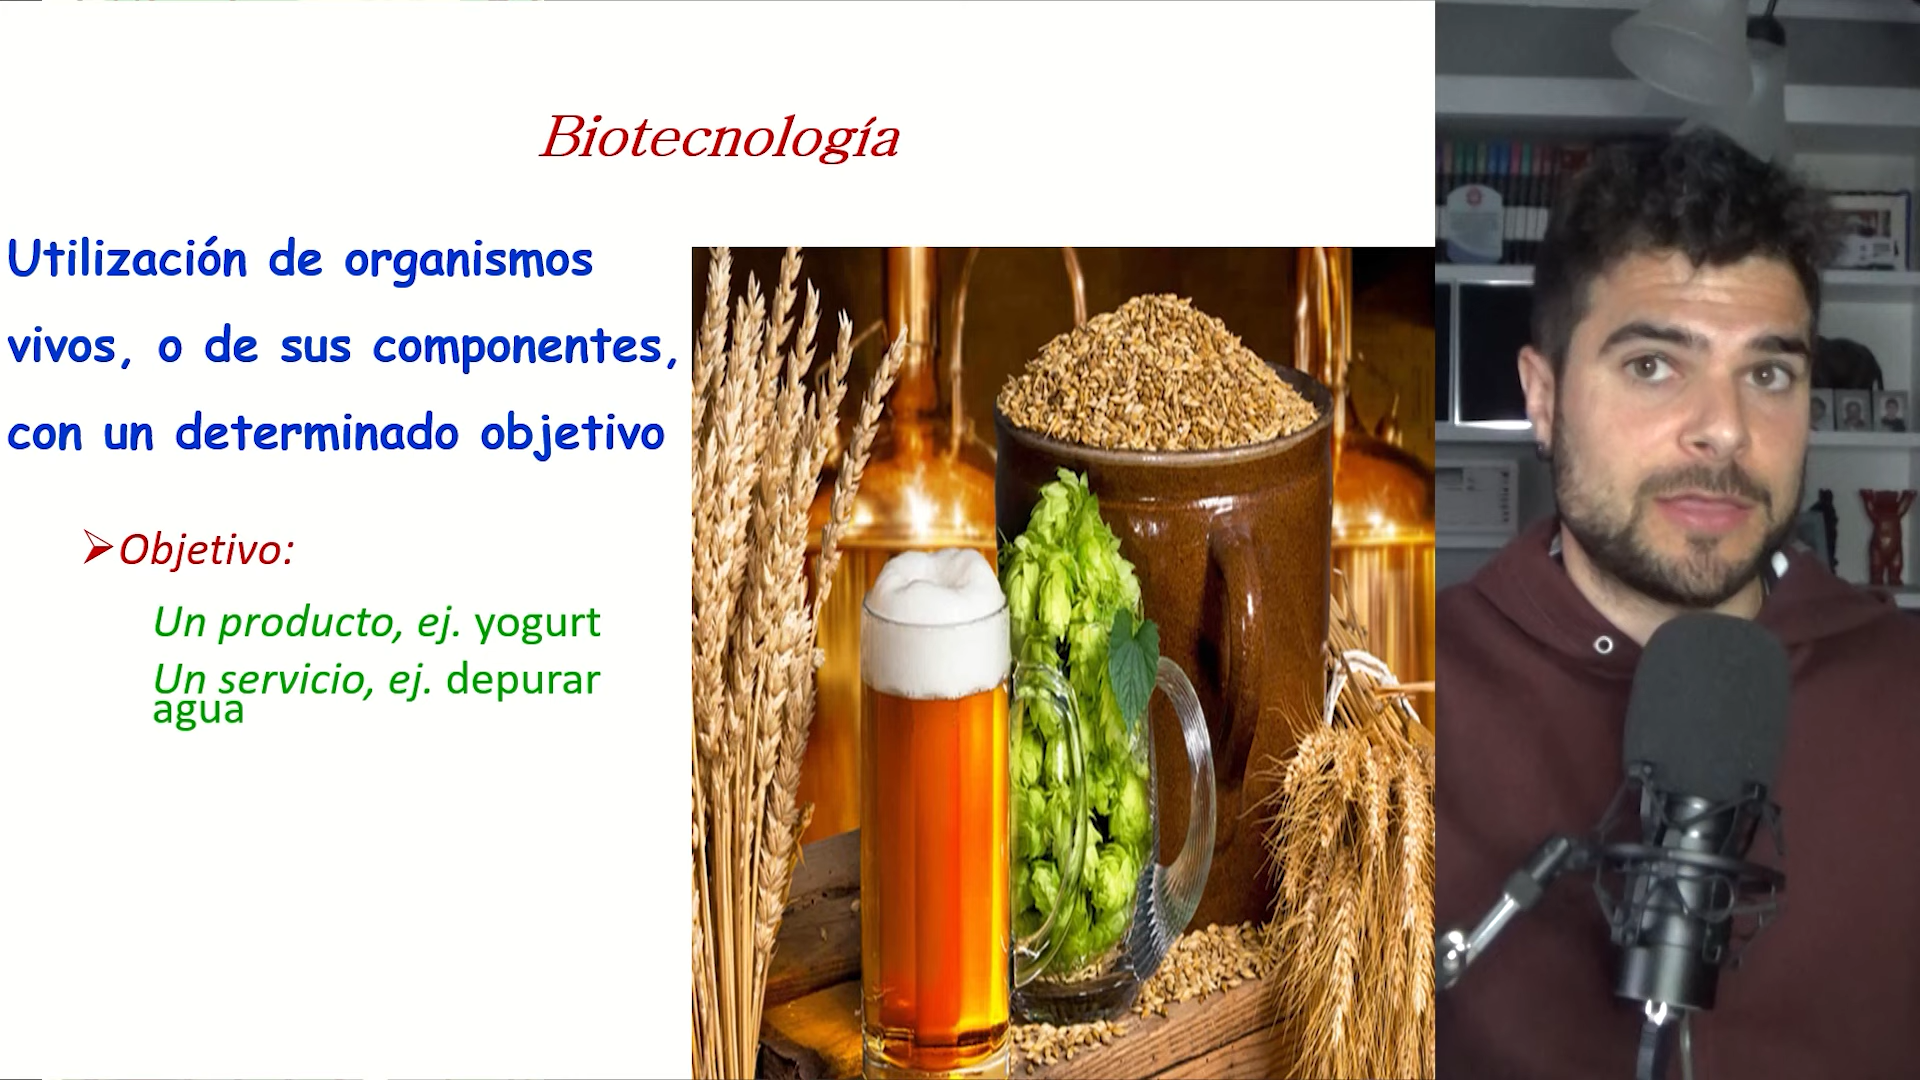 Biotecnología
Utilización de organismos
vivos, o de sus componentes,
con un determinado objetivo
➢Objetivo:
Un producto, ej. yogurt
Un servicio, ej. depurar
agua